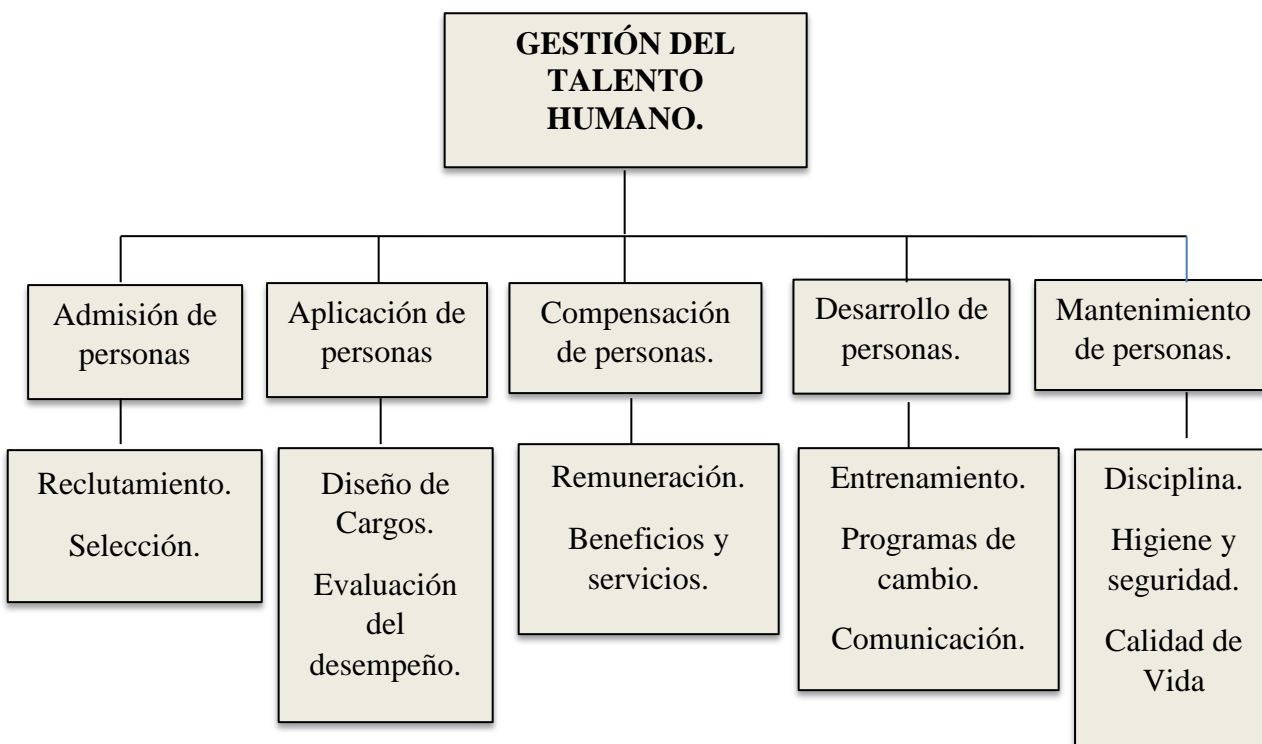 GESTIÓN DEL
TALENTO
HUMANO.
Admisión de
personas
Aplicación de
personas
Compensación
de personas.
Desarrollo de
personas.
Mantenimiento
de personas.
Reclutamiento.
Selección.
Diseño de
Cargos.
Evaluación
del
desempeño.
Remuneración.
Beneficios y
servicios.
Entrenamiento.
Programas de
cambio.
Comunicación.
Disciplina.
Higiene y
seguridad.
Calidad de
Vida